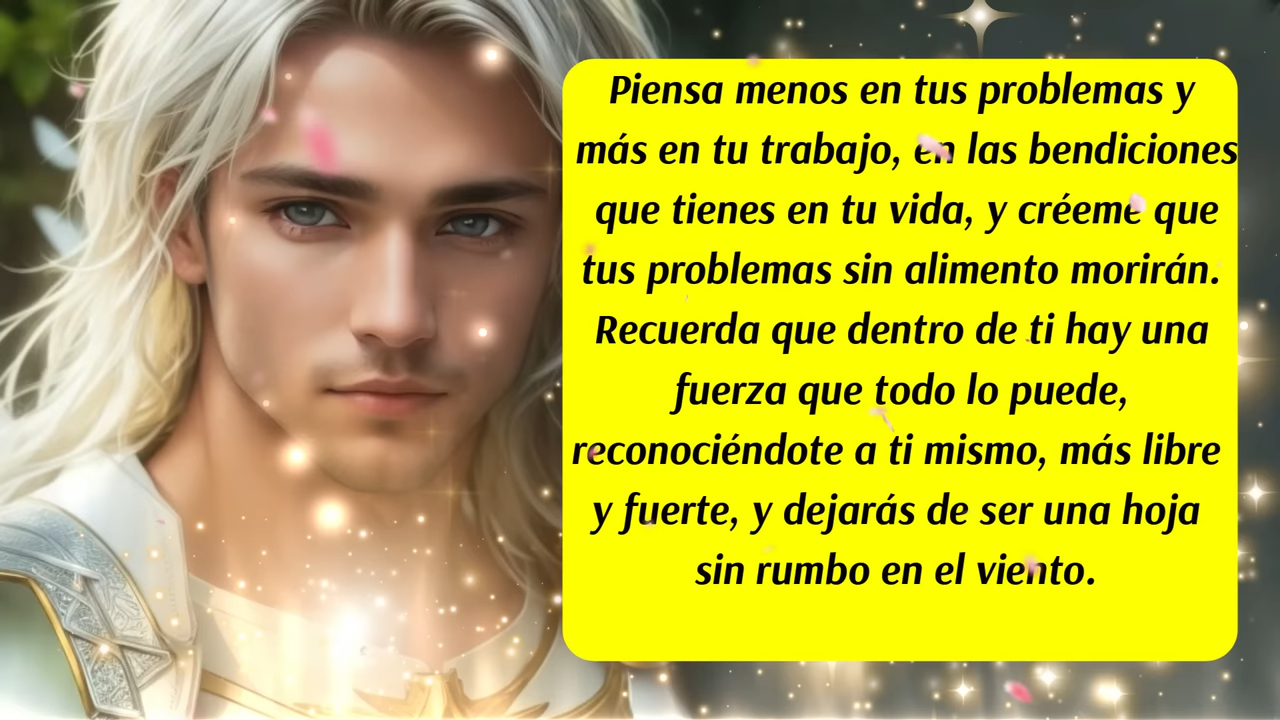 Piensa menos en tus problemas y
más en tu trabajo, en las bendiciones
que tienes en tu vida, y créeme que
tus problemas sin alimento morirán.
Recuerda que dentro de ti hay una
fuerza que todo lo puede,
reconociéndote a ti mismo, más libre
y fuerte, y dejarás de ser una hoja
sin rumbo en el viento.